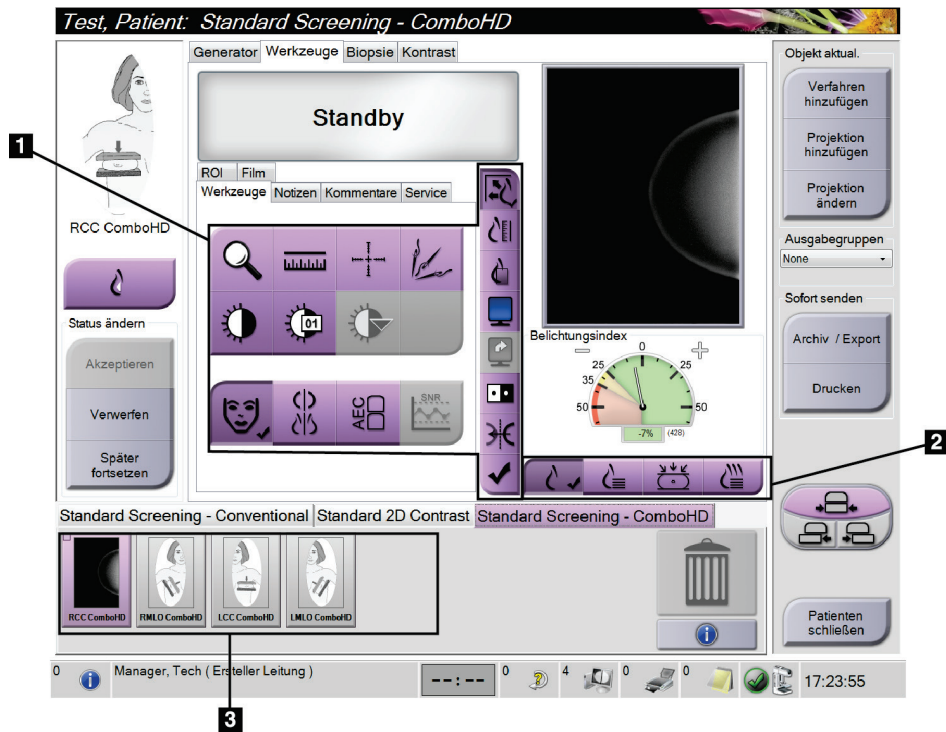 Test, Patient: Standard Screening - ComboHD
Generator Werkzeuge Biopsie Kontrast
Standby
ROI Film
Werkzeuge Notizen Kommentare Service
1
RCC ComboHD
Status ändern
Akzeptieren
Verwerfen
Später
fortsetzen
01
AEC
SNR
Belichtungsindex
0
25 25
35
50 50
-7% (428)
2
Objekt aktual.
Verfahren
hinzufügen
Projektion
hinzufügen
Projektion
ändern
Ausgabegruppen
None
Sofort senden
Archiv / Export
Drucken
Patienten
schließen
Standard Screening - Conventional Standard 2D Contrast Standard Screening - ComboHD
RCC ComboHD RMLO ComboHD LCC ComboHD LMLO ComboHD
0 Manager, Tech ( Ersteller Leitung ) --:-- 0 4 0 0 17:23:55
3